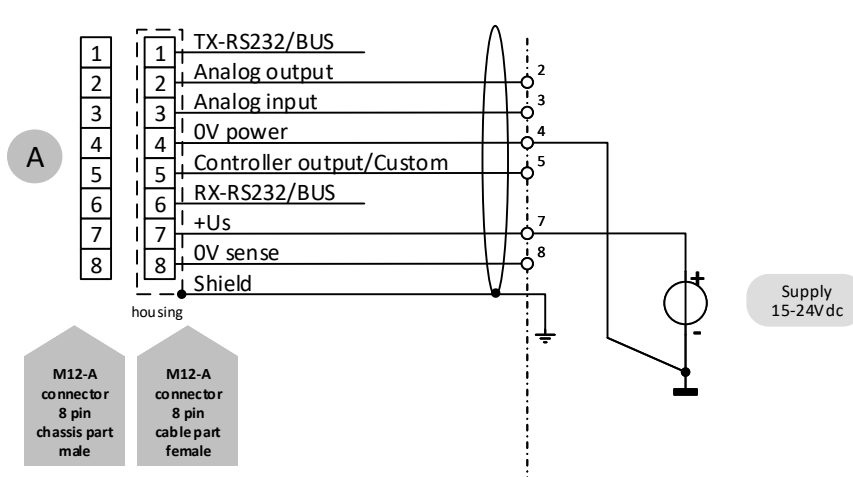 A
1
2
3
4
5
6
7
8
1
2
3
4
5
6
7
8
TX-RS232/BUS
Analog output
Analog input
0V power
Controller output/Custom
RX-RS232/BUS
+Us
0V sense
Shield
housing
2
3
4
5
7
8
+
-
Supply
15-24Vdc
M12-A
connector
8 pin
chassis part
male
M12-A
connector
8 pin
cable part
female